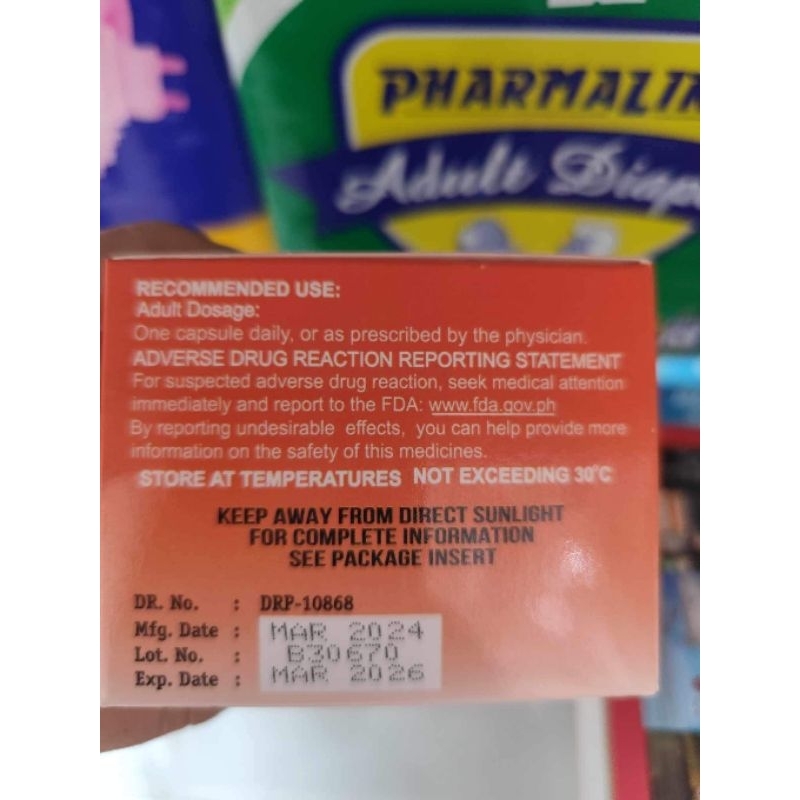 PHARMALIN
Adult Diap
RECOMMENDED USE:
Adult Dosage:
One capsule daily, or as prescribed by the physician.
ADVERSE DRUG REACTION REPORTING STATEMENT
For suspected adverse drug reaction, seek medical attention
immediately and report to the FDA: www.fda.gov.ph
By reporting undesirable effects, you can help provide more
information on the safety of this medicines.
STORE AT TEMPERATURES NOT EXCEEDING 30°C
KEEP AWAY FROM DIRECT SUNLIGHT
FOR COMPLETE INFORMATION
SEE PACKAGE INSERT
DR. No. : DRP-10868
Mfg. Date : MAR 2024
Lot. No. : B30670
Exp. Date : MAR 2026